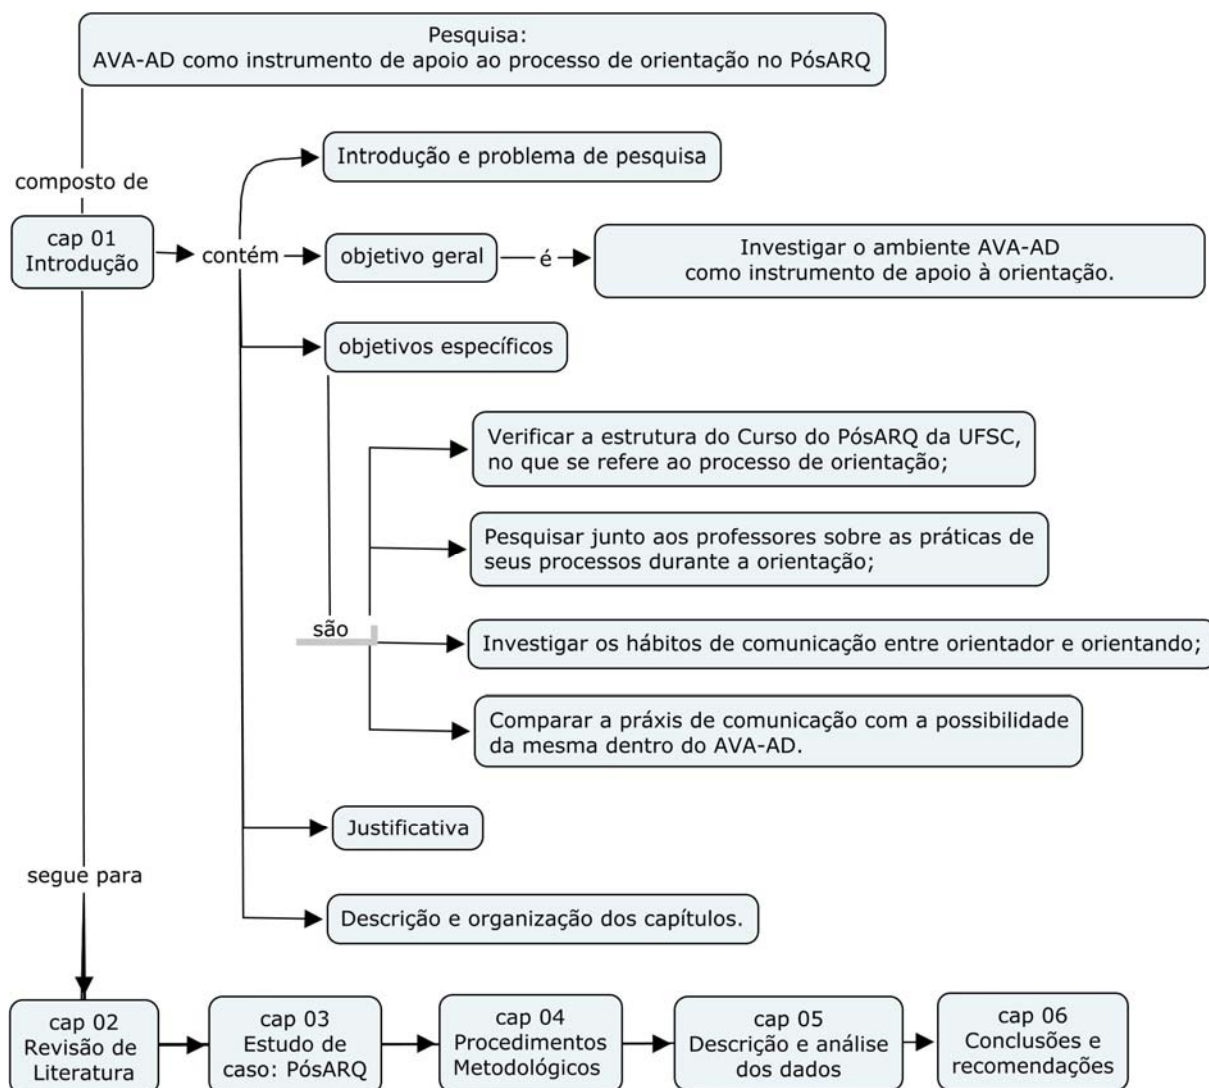 Pesquisa:
AVA-AD como instrumento de apoio ao processo de orientação no PósARQ
composto de
cap 01
Introdução
contém
Introdução e problema de pesquisa
objetivo geral
é
Investigar o ambiente AVA-AD
como instrumento de apoio à orientação.
objetivos específicos
são
Verificar a estrutura do Curso do PósARQ da UFSC,
no que se refere ao processo de orientação;
Pesquisar junto aos professores sobre as práticas de
seus processos durante a orientação;
Investigar os hábitos de comunicação entre orientador e orientando;
Comparar a práxis de comunicação com a possibilidade
da mesma dentro do AVA-AD.
Justificativa
Descrição e organização dos capítulos.
segue para
cap 02
Revisão de
Literatura
cap 03
Estudo de
caso: PósARQ
cap 04
Procedimentos
Metodológicos
cap 05
Descrição e análise
dos dados
cap 06
Conclusões e
recomendações